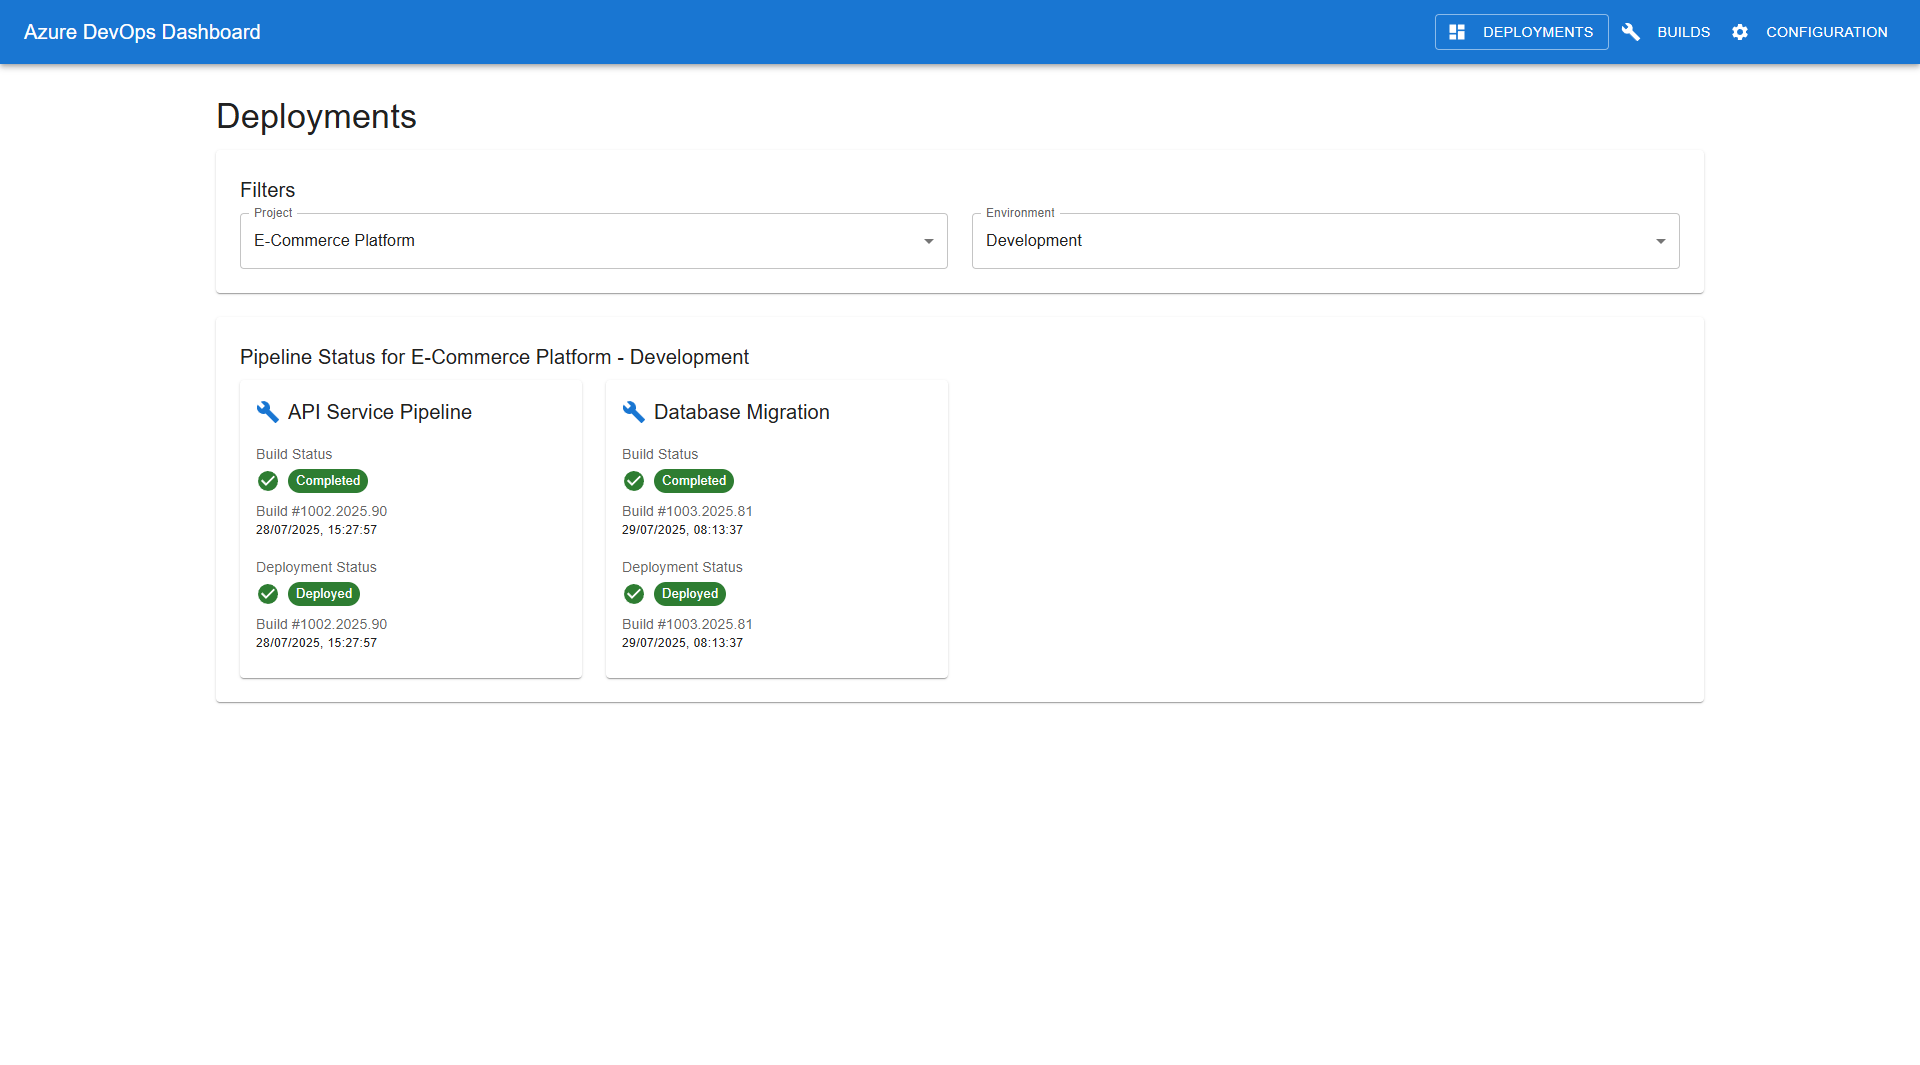 Azure DevOps Dashboard
DEPLOYMENTS
BUILDS
CONFIGURATION
Deployments
Filters
Project
E-Commerce Platform
Environment
Development
Pipeline Status for E-Commerce Platform - Development
API Service Pipeline
Build Status
Completed
Build #1002.2025.90
28/07/2025, 15:27:57
Deployment Status
Deployed
Build #1002.2025.90
28/07/2025, 15:27:57
Database Migration
Build Status
Completed
Build #1003.2025.81
29/07/2025, 08:13:37
Deployment Status
Deployed
Build #1003.2025.81
29/07/2025, 08:13:37